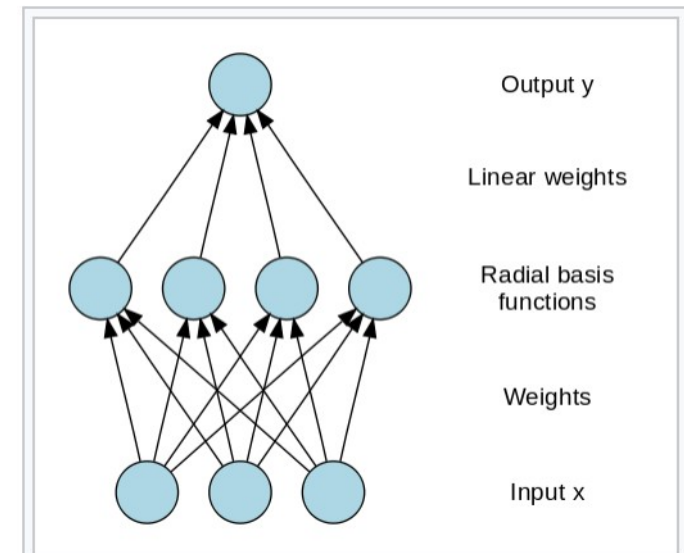 Output y
Linear weights
Radial basis
functions
Weights
Input x